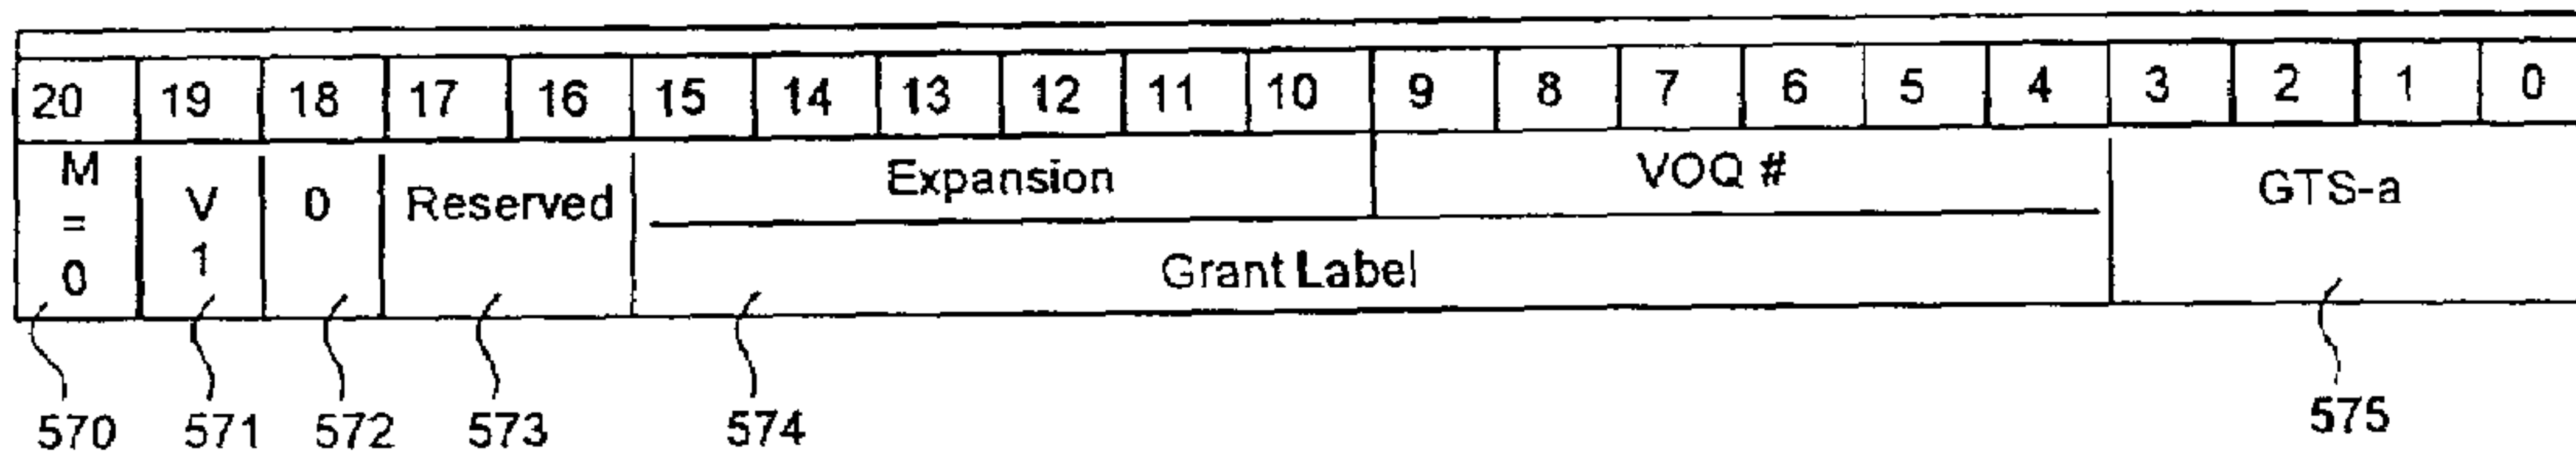 20 19 18 17 16 15 14 13 12 11 10 9 8 7 6 5 4 3 2 1 0
M
=
0
V
1
0
Reserved
Expansion
VOQ #
Grant Label
GTS-a
570 571 572 573 574 575